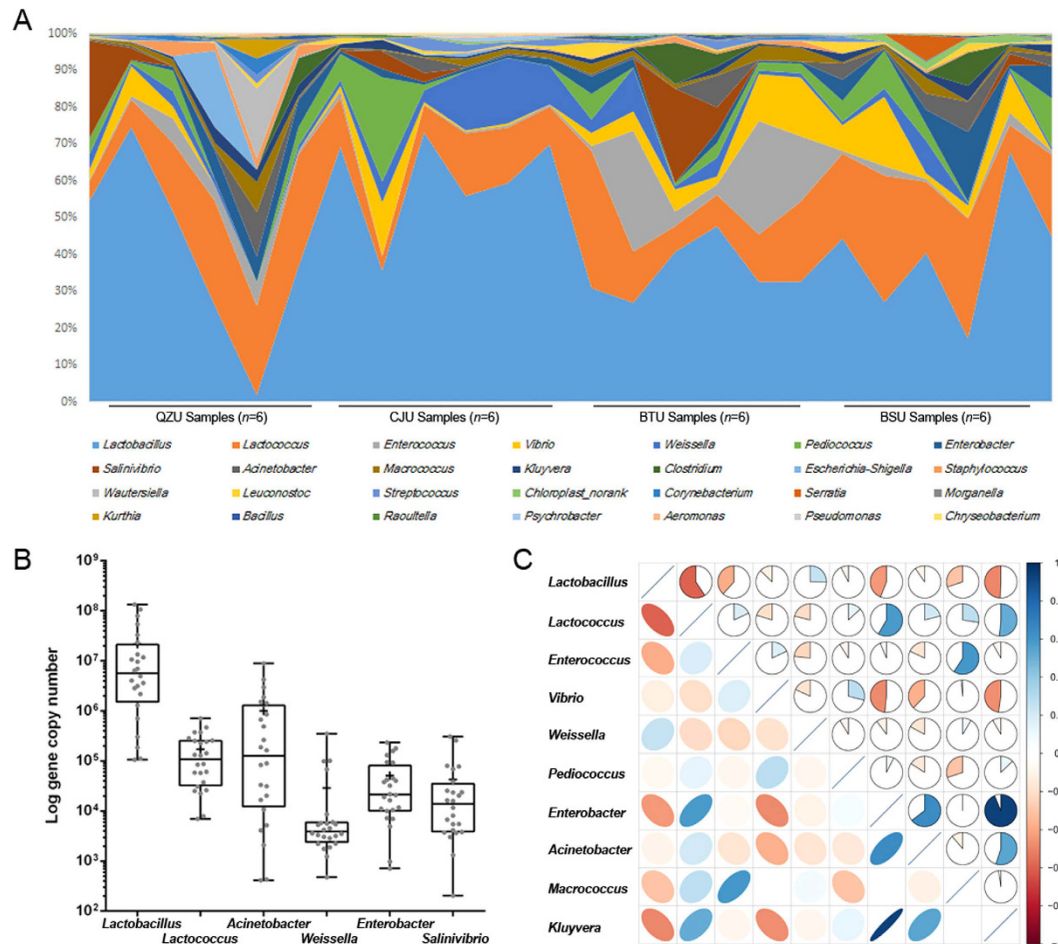 A
100%
90%
80%
70%
60%
50%
40%
30%
20%
10%
0%
QZU Samples (n=6) CJU Samples (n=6) BTU Samples (n=6) BSU Samples (n=6)
Lactobacillus Lactococcus Enterococcus Vibrio Weissella Pediococcus Enterobacter
Salinivibrio Acinetobacter Macrococcus Kluyvera Clostridium Escherichia-Shigella Staphylococcus
Wautersiella Leuconostoc Streptococcus Chloroplast_norank Corynebacterium Serratia Morganella
Kurthia Bacillus Raoultella Psychrobacter Aeromonas Pseudomonas Chryseobacterium
B
Log gene copy number
10⁹
10⁸
10⁷
10⁶
10⁵
10⁴
10³
10²
Lactobacillus Acinetobacter Enterobacter
Lactococcus Weissella Salinivibrio
C
Lactobacillus
Lactococcus
Enterococcus
Vibrio
Weissella
Pediococcus
Enterobacter
Acinetobacter
Macrococcus
Kluyvera